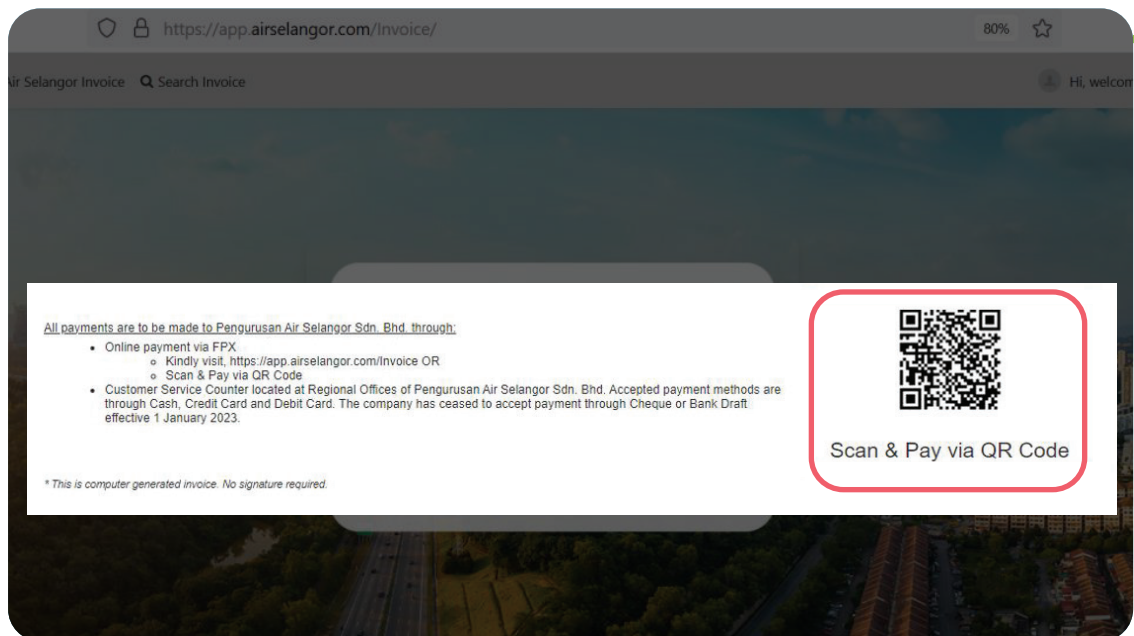 https://app.airselangor.com/Invoice/
80%
Air Selangor Invoice
Search Invoice
Hi, welcom
All payments are to be made to Pengurusan Air Selangor Sdn. Bhd. through:
• Online payment via FPX
o Kindly visit, https://app.airselangor.com/Invoice OR
o Scan & Pay via QR Code
• Customer Service Counter located at Regional Offices of Pengurusan Air Selangor Sdn. Bhd. Accepted payment methods are
through Cash, Credit Card and Debit Card. The company has ceased to accept payment through Cheque or Bank Draft
effective 1 January 2023.
Scan & Pay via QR Code
* This is computer generated invoice. No signature required.